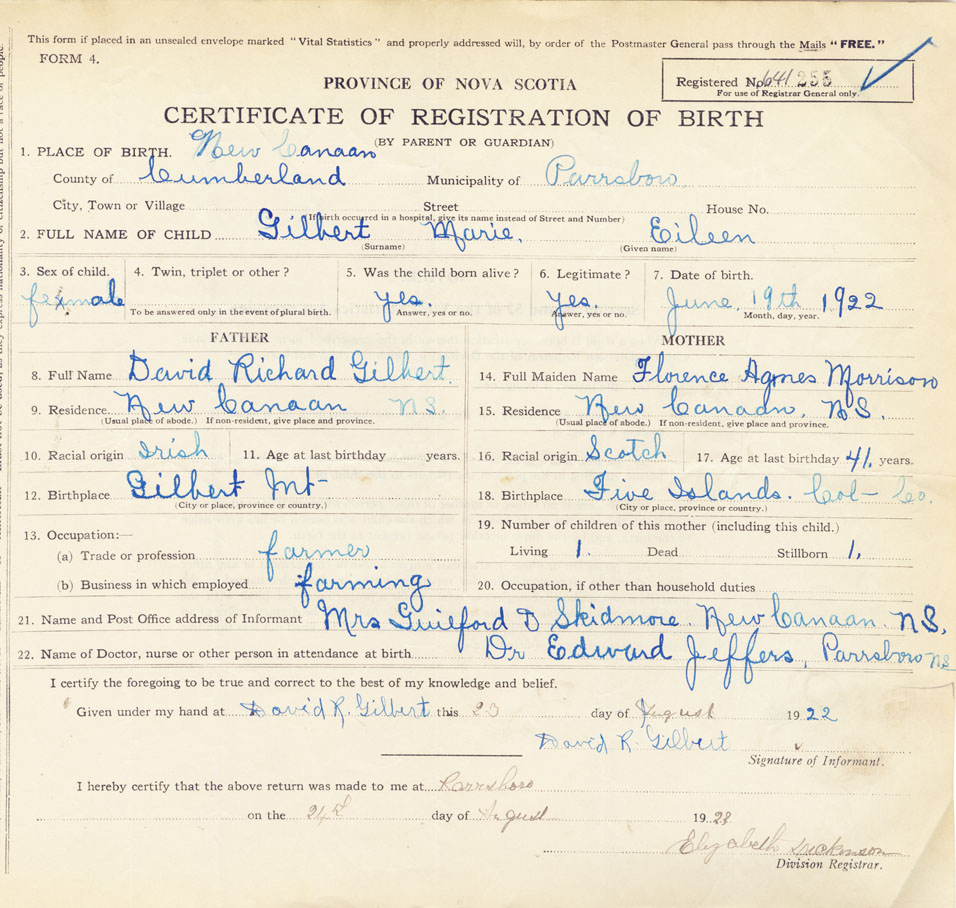 This form if placed in an unsealed envelope marked "Vital Statistics" and properly addressed will, by order of the Postmaster General pass through the Mails "FREE."
FORM 4.
Registered No. 641 255
For use of Registrar General only.
PROVINCE OF NOVA SCOTIA
CERTIFICATE OF REGISTRATION OF BIRTH
(BY PARENT OR GUARDIAN)
1. PLACE OF BIRTH. New Canaan
County of Cumberland Municipality of Parrsboro
City, Town or Village Street House No.
(If birth occurred in a hospital, give its name instead of Street and Number)
2. FULL NAME OF CHILD Gilbert Marie, Eileen
(Surname) (Given name)
3. Sex of child. 4. Twin, triplet or other? 5. Was the child born alive? 6. Legitimate? 7. Date of birth.
female yes. Yes. June, 19th, 1922
To be answered only in the event of plural birth. Answer, yes or no. Answer, yes or no. Month, day, year.
FATHER MOTHER
8. Full Name David Richard Gilbert. 14. Full Maiden Name Florence Agnes Morrison
9. Residence. New Canaan NS. 15. Residence New Canaan, NS.
(Usual place of abode.) If non-resident, give place and province. (Usual place of abode.) If non-resident, give place and province.
10. Racial origin Irish 11. Age at last birthday years. 16. Racial origin Scotch 17. Age at last birthday 41, years.
12. Birthplace Gilbert Mt- 18. Birthplace Five Islands. Col- Co.
(City or place, province or country.) (City or place, province or country.)
13. Occupation:— 19. Number of children of this mother (including this child.)
(a) Trade or profession farmer Living 1. Dead Stillborn 1,
(b) Business in which employed farming 20. Occupation, if other than household duties
21. Name and Post Office address of Informant Mrs Guilford D Skidmore. New Canaan. NS,
22. Name of Doctor, nurse or other person in attendance at birth Dr Edward Jeffers, Parrsboro NS
I certify the foregoing to be true and correct to the best of my knowledge and belief.
Given under my hand at David R. Gilbert this 23 day of August 1922
David R. Gilbert
Signature of Informant.
I hereby certify that the above return was made to me at Parrsboro
on the day of August 19
Elizabeth Dickinson
Division Registrar.